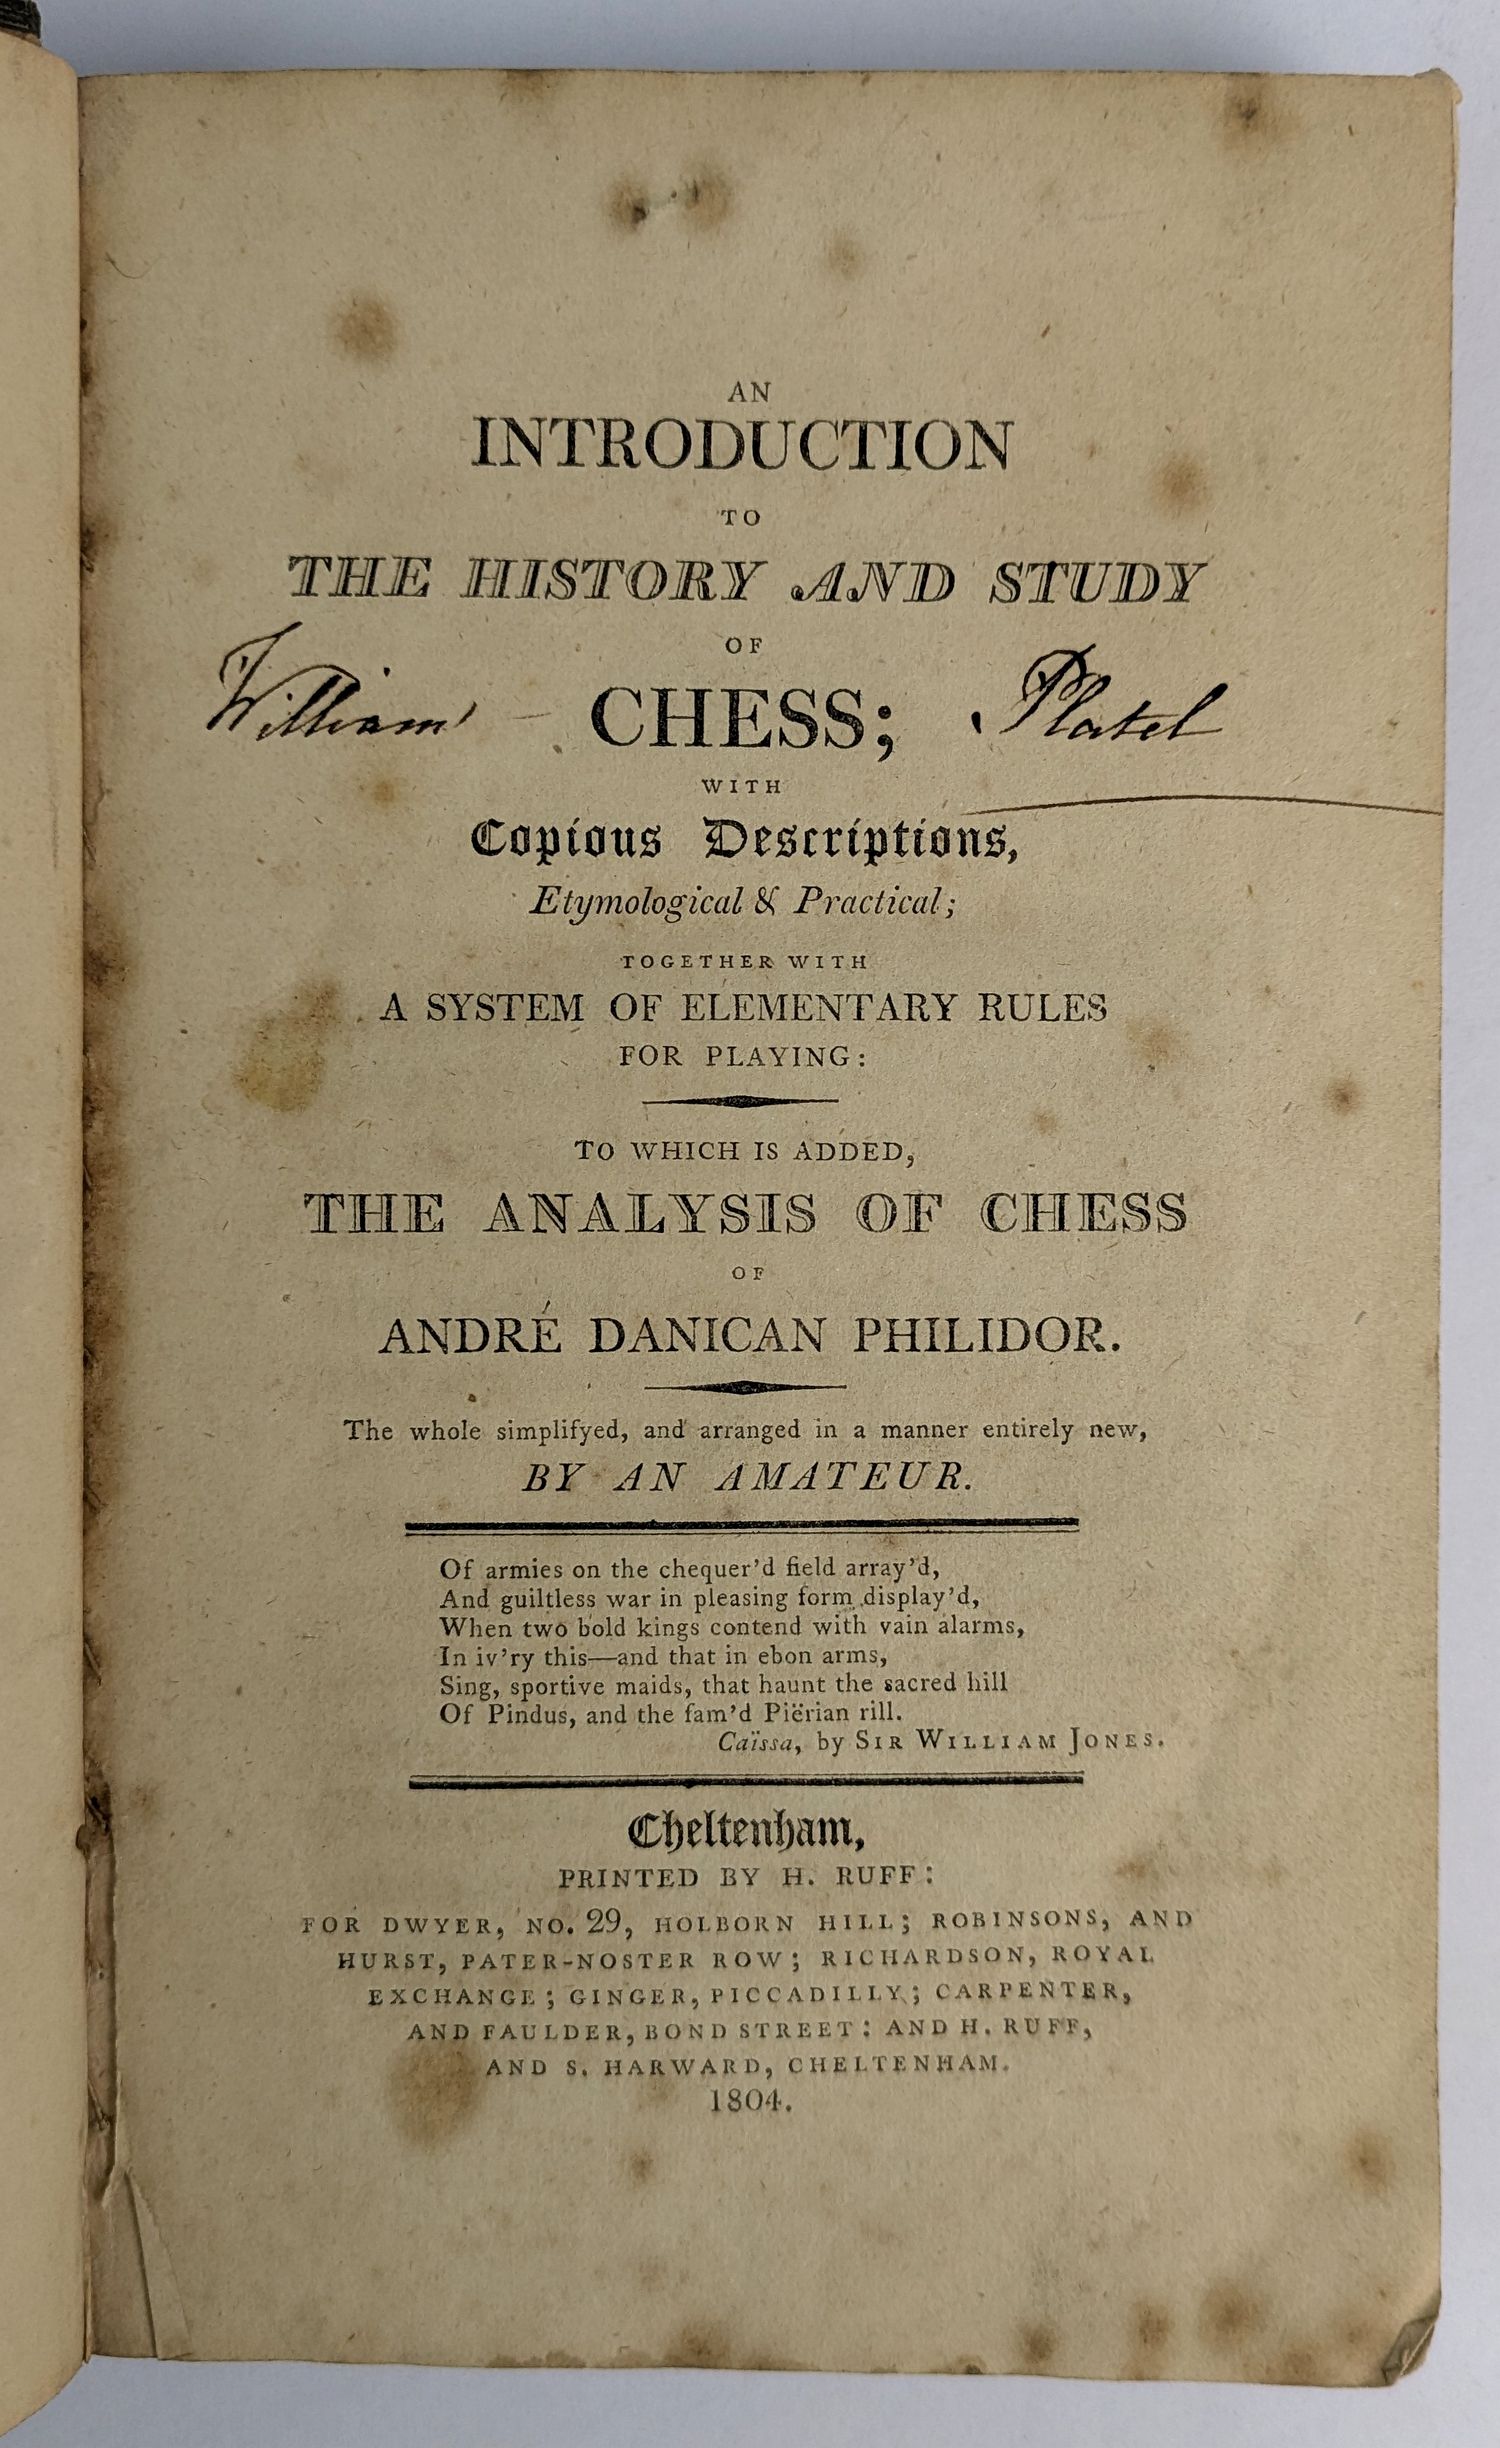 AN
INTRODUCTION
TO
THE HISTORY AND STUDY
OF
William CHESS; Platel
WITH
Copious Descriptions,
Etymological & Practical;
TOGETHER WITH
A SYSTEM OF ELEMENTARY RULES
FOR PLAYING:
TO WHICH IS ADDED,
THE ANALYSIS OF CHESS
OF
ANDRÉ DANICAN PHILIDOR.
The whole simplifyed, and arranged in a manner entirely new,
BY AN AMATEUR.
Of armies on the chequer'd field array'd,
And guiltless war in pleasing form display'd,
When two bold kings contend with vain alarms,
In iv'ry this—and that in ebon arms,
Sing, sportive maids, that haunt the sacred hill
Of Pindus, and the fam'd Piërian rill.
Caïssa, by SIR WILLIAM JONES.
Cheltenham,
PRINTED BY H. RUFF:
FOR DWYER, NO. 29, HOLBORN HILL; ROBINSONS, AND
HURST, PATER-NOSTER ROW; RICHARDSON, ROYAL
EXCHANGE; GINGER, PICCADILLY; CARPENTER,
AND FAULDER, BOND STREET: AND H. RUFF,
AND S. HARWARD, CHELTENHAM.
1804.